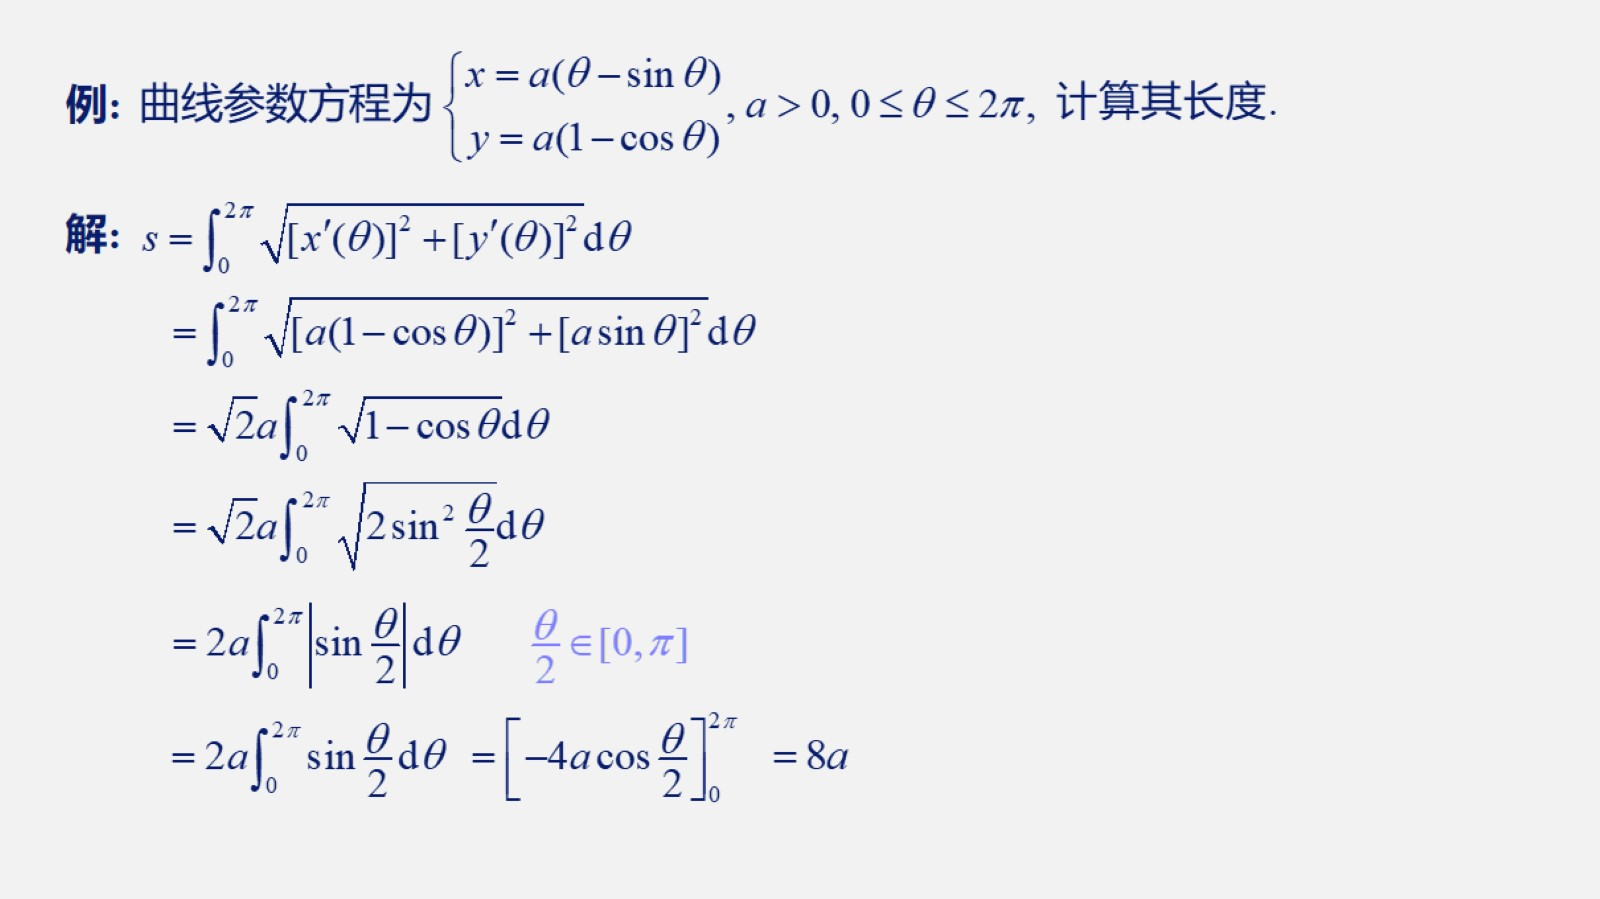 例: 曲线参数方程为 { x = a(θ − sin θ) , y = a(1 − cos θ) , a > 0, 0 ≤ θ ≤ 2π, 计算其长度.
解: s = ∫₀^{2π} √([x′(θ)]² + [y′(θ)]²) dθ
= ∫₀^{2π} √([a(1 − cos θ)]² + [a sin θ]²) dθ
= √2 a ∫₀^{2π} √(1 − cos θ) dθ
= √2 a ∫₀^{2π} √(2 sin² θ/2) dθ
= 2a ∫₀^{2π} |sin θ/2| dθ θ/2 ∈ [0, π]
= 2a ∫₀^{2π} sin θ/2 dθ = [−4a cos θ/2]₀^{2π} = 8a